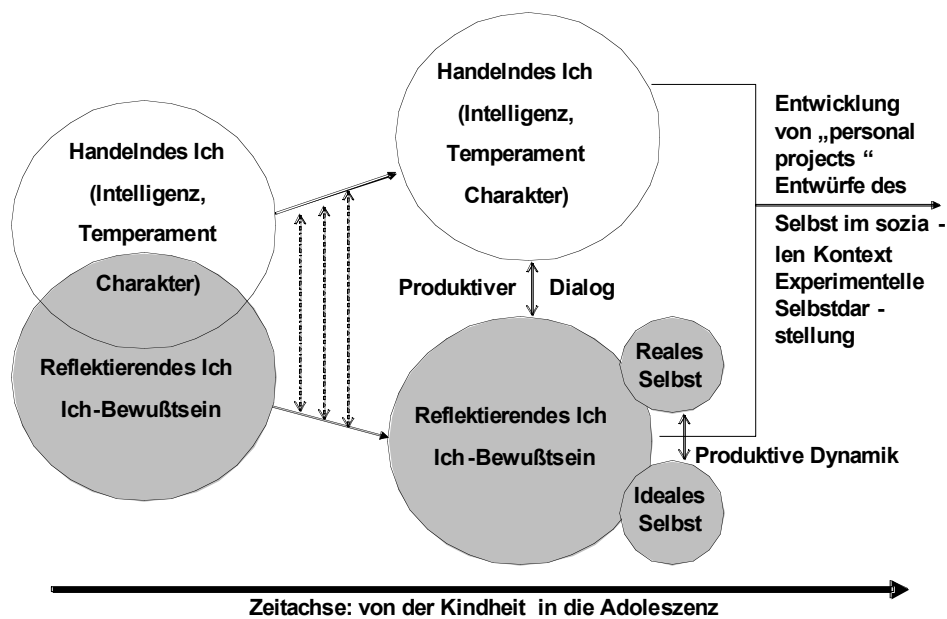 Handelndes Ich
(Intelligenz,
Temperament
Charakter)
Reflektierendes Ich
Ich-Bewußtsein
Handelndes Ich
(Intelligenz,
Temperament
Charakter)
Produktiver Dialog
Reflektierendes Ich
Ich-Bewußtsein
Reales
Selbst
Produktive Dynamik
Ideales
Selbst
Entwicklung
von „personal
projects “
Entwürfe des
Selbst im sozia -
len Kontext
Experimentelle
Selbstdar -
stellung
Zeitachse: von der Kindheit in die Adoleszenz